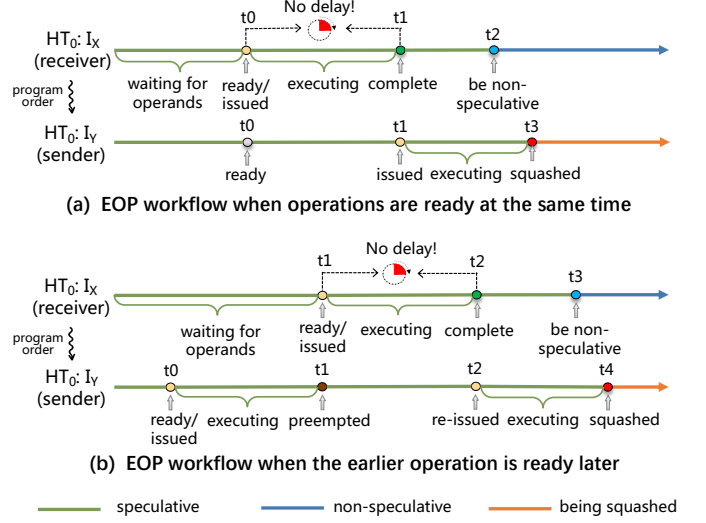 No delay!
t0 t1 t2
HT0: IX
(receiver)
waiting for operands
ready/ issued
executing
complete
be non-speculative
program order
HT0: IY
(sender)
t0 t1 t3
ready
issued
executing
squashed
(a) EOP workflow when operations are ready at the same time
No delay!
t1 t2 t3
HT0: IX
(receiver)
waiting for operands
ready/ issued
executing
complete
be non-speculative
program order
HT0: IY
(sender)
t0 t1 t2 t4
ready/ issued
executing
preempted
re-issued
executing
squashed
(b) EOP workflow when the earlier operation is ready later
speculative
non-speculative
being squashed